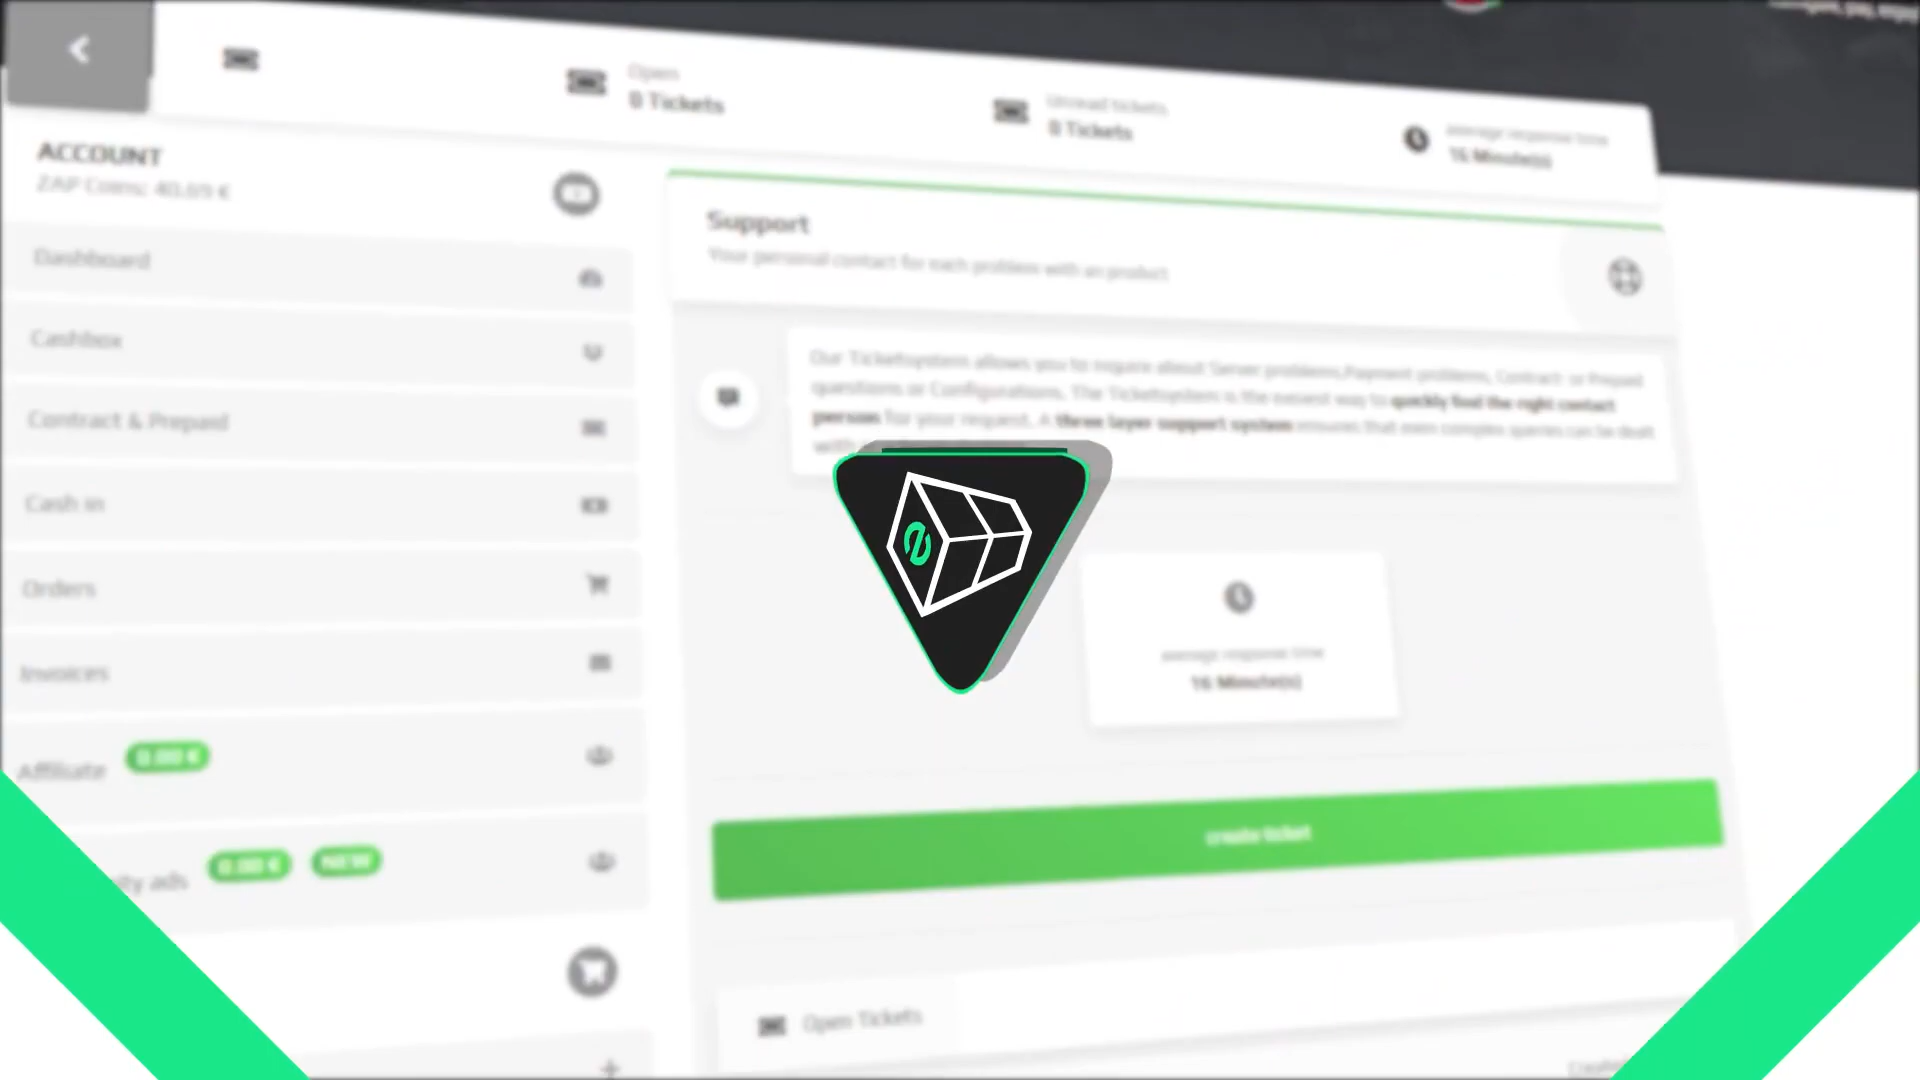 Open
0 Tickets
Unread tickets
0 Tickets
average response time
16 Minute(s)
ACCOUNT
ZAP Coins: 40,69 €
Dashboard
Cashbox
Contract & Prepaid
Cash in
Orders
Invoices
Affiliate 0.00 €
ity ads 0.00 € NEW
Support
Your personal contact for each problem with an product
Our Ticketsystem allows you to inquire about Server problems,Payment problems, Contract- or Prepaid
questions or Configurations. The Ticketsystem is the easiest way to quickly find the right contact
person for your request. A three layer support system ensures that even complex queries can be dealt
with
average response time
16 Minute(s)
create ticket
Open Tickets